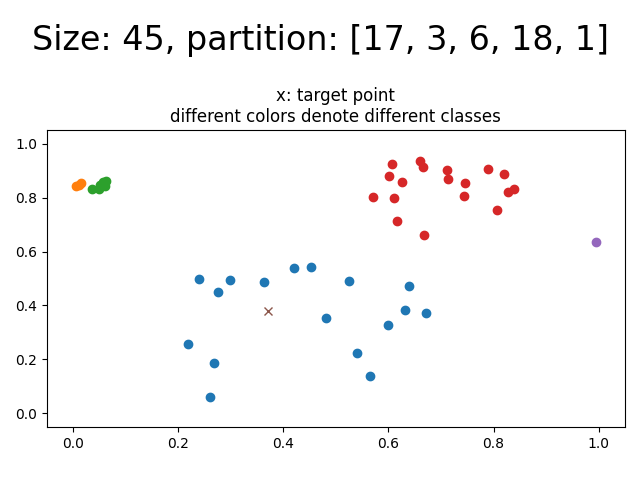 Size: 45, partition: [17, 3, 6, 18, 1]
x: target point
different colors denote different classes
1.0
0.8
0.6
0.4
0.2
0.0
0.0 0.2 0.4 0.6 0.8 1.0